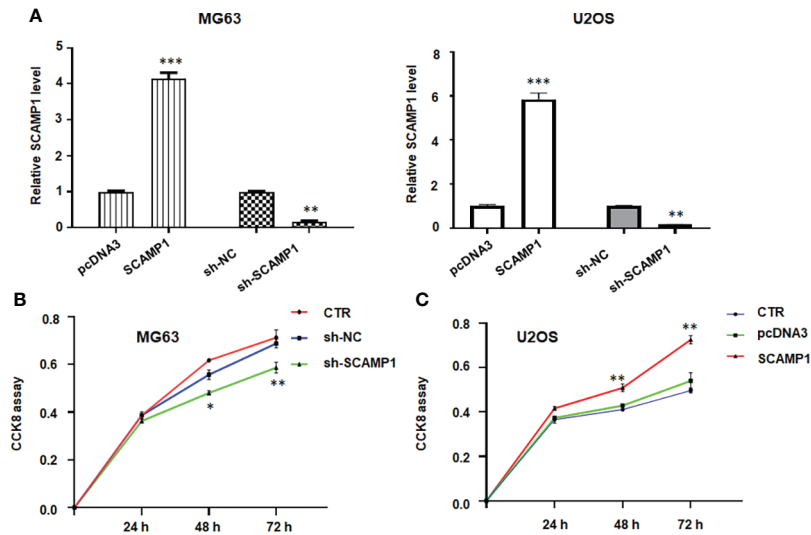 A
MG63
Relative SCAMP1 level
5
4
3
2
1
0
***
**
pcDNA3
SCAMP1
sh-NC
sh-SCAMP1
U2OS
Relative SCAMP1 level
8
6
4
2
0
***
**
pcDNA3
SCAMP1
sh-NC
sh-SCAMP1
B
MG63
CTR
sh-NC
sh-SCAMP1
CCK8 assay
0.8
0.6
0.4
0.2
0.0
*
**
24 h
48 h
72 h
C
U2OS
CTR
pcDNA3
SCAMP1
CCK8 assay
0.8
0.6
0.4
0.2
0.0
**
**
24 h
48 h
72 h